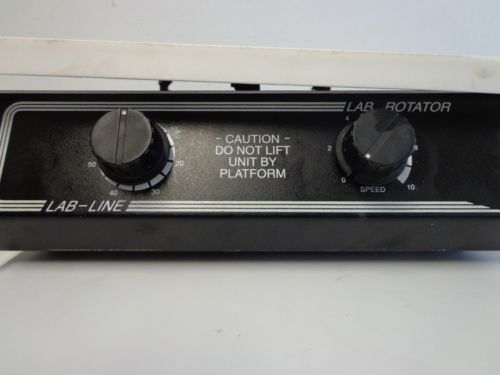 LAB ROTATOR
- CAUTION -
DO NOT LIFT
UNIT BY
PLATFORM
50
40
30
20
0
2
4
8
10
SPEED
LAB-LINE